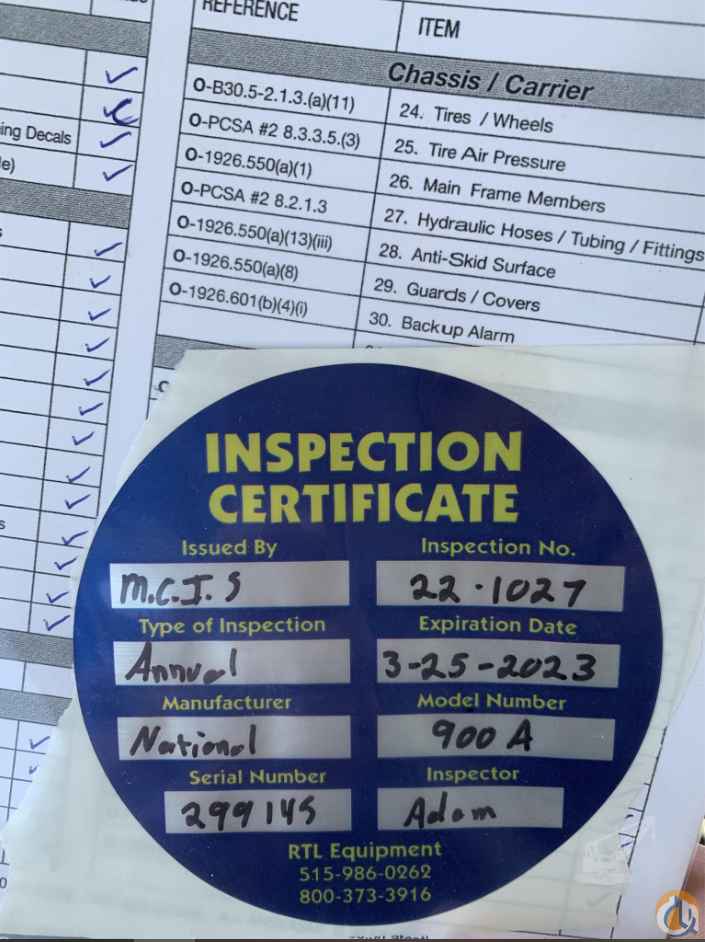 REFERENCE
ITEM
Chassis / Carrier
O-B30.5-2.1.3.(a)(11)
24. Tires / Wheels
O-PCSA #2 8.3.3.5.(3)
25. Tire Air Pressure
O-1926.550(a)(1)
26. Main Frame Members
O-PCSA #2 8.2.1.3
27. Hydraulic Hoses / Tubing / Fittings
O-1926.550(a)(13)(iii)
28. Anti-Skid Surface
O-1926.550(a)(8)
29. Guards / Covers
O-1926.601(b)(4)(i)
30. Backup Alarm
Decals
INSPECTION
CERTIFICATE
Issued By
M.C.I.S
Inspection No.
22-1027
Type of Inspection
Annual
Expiration Date
3-25-2023
Manufacturer
National
Model Number
900 A
Serial Number
299145
Inspector
Adam
RTL Equipment
515-986-0262
800-373-3916